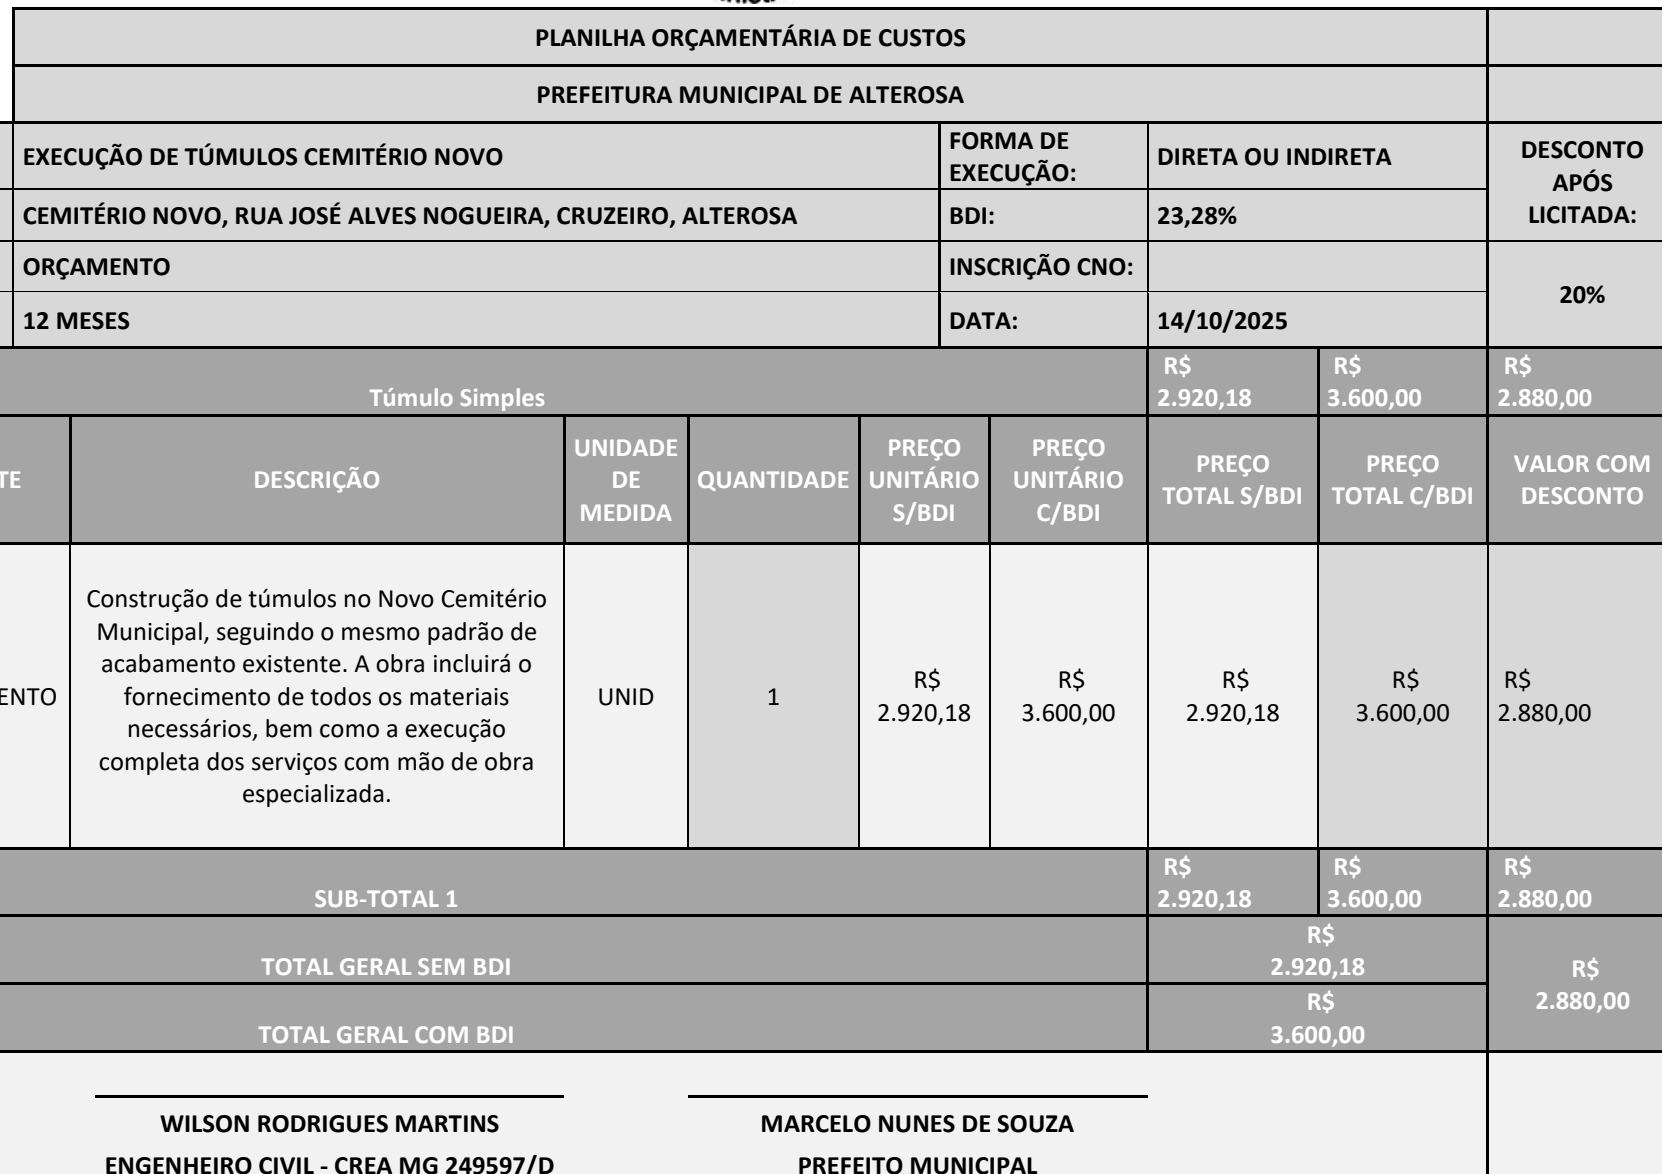 PLANILHA ORÇAMENTÁRIA DE CUSTOS
PREFEITURA MUNICIPAL DE ALTEROSA
EXECUÇÃO DE TÚMULOS CEMITÉRIO NOVO
FORMA DE
EXECUÇÃO:
DIRETA OU INDIRETA
DESCONTO
APÓS
LICITADA:
CEMITÉRIO NOVO, RUA JOSÉ ALVES NOGUEIRA, CRUZEIRO, ALTEROSA
BDI:
23,28%
ORÇAMENTO
INSCRIÇÃO CNO:
20%
12 MESES
DATA:
14/10/2025
Túmulo Simples
R$
2.920,18
R$
3.600,00
R$
2.880,00
TE
DESCRIÇÃO
UNIDADE
DE
MEDIDA
QUANTIDADE
PREÇO
UNITÁRIO
S/BDI
PREÇO
UNITÁRIO
C/BDI
PREÇO
TOTAL S/BDI
PREÇO
TOTAL C/BDI
VALOR COM
DESCONTO
ENTO
Construção de túmulos no Novo Cemitério
Municipal, seguindo o mesmo padrão de
acabamento existente. A obra incluirá o
fornecimento de todos os materiais
necessários, bem como a execução
completa dos serviços com mão de obra
especializada.
UNID
1
R$
2.920,18
R$
3.600,00
R$
2.920,18
R$
3.600,00
R$
2.880,00
SUB-TOTAL 1
R$
2.920,18
R$
3.600,00
R$
2.880,00
TOTAL GERAL SEM BDI
R$
2.920,18
R$
2.880,00
TOTAL GERAL COM BDI
R$
3.600,00
WILSON RODRIGUES MARTINS
ENGENHEIRO CIVIL - CREA MG 249597/D
MARCELO NUNES DE SOUZA
PREFEITO MUNICIPAL